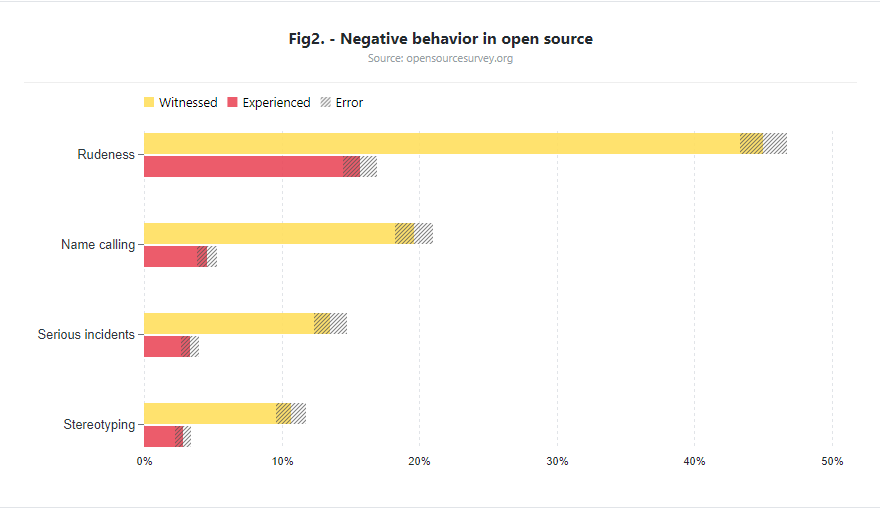 Fig2. - Negative behavior in open source
Source: opensourcesurvey.org
Witnessed Experienced Error
Rudeness
Name calling
Serious incidents
Stereotyping
0% 10% 20% 30% 40% 50%